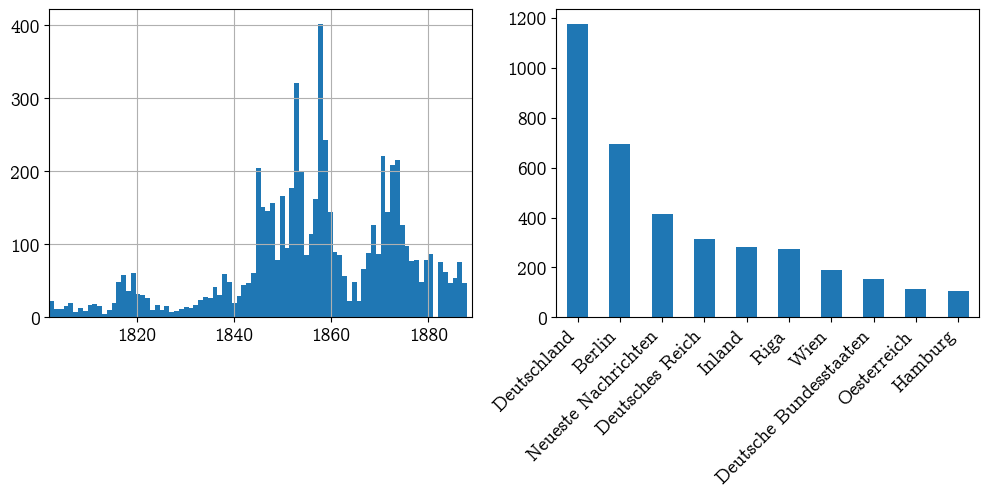 400
300
200
100
0
1820 1840 1860 1880
1200
1000
800
600
400
200
0
Deutschland
Berlin
Neueste Nachrichten
Deutsches Reich
Inland
Riga
Wien
Deutsche Bundesstaaten
Oesterreich
Hamburg